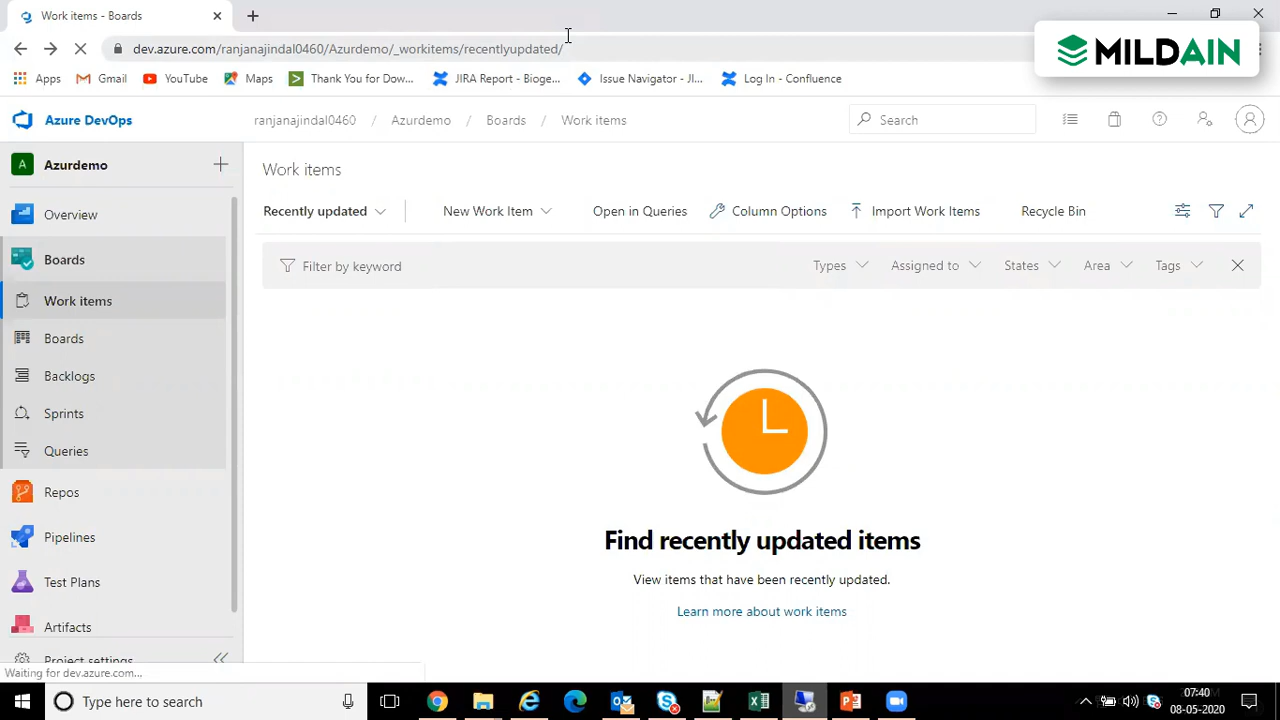 Work items - Boards
MILDAIN
dev.azure.com/ranjanajindal0460/Azurdemo/_workitems/recentlyupdated/
Apps Gmail YouTube Maps Thank You for Dow... JIRA Report - Bioge... Issue Navigator - JI... Log In - Confluence
Azure DevOps ranjanajindal0460 / Azurdemo / Boards / Work items Search
A Azurdemo
Work items
Recently updated New Work Item Open in Queries Column Options Import Work Items Recycle Bin
Filter by keyword Types Assigned to States Area Tags
Overview
Boards
Work items
Boards
Backlogs
Sprints
Queries
Repos
Pipelines
Test Plans
Artifacts
Project settings
Find recently updated items
View items that have been recently updated.
Learn more about work items
Waiting for dev.azure.com...
Type here to search
07:40
08-05-2020